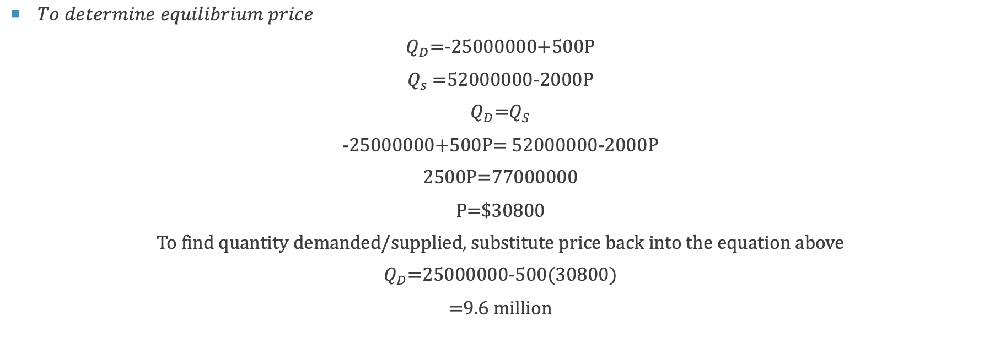 ▪ To determine equilibrium price
Q_D=-25000000+500P
Q_s =52000000-2000P
Q_D=Q_S
-25000000+500P= 52000000-2000P
2500P=77000000
P=$30800
To find quantity demanded/supplied, substitute price back into the equation above
Q_D=25000000-500(30800)
=9.6 million